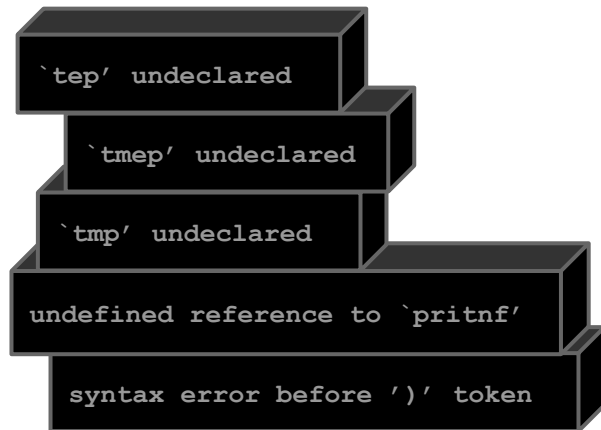 `tep’ undeclared
`tmep’ undeclared
`tmp’ undeclared
undefined reference to `pritnf’
syntax error before ’)’ token